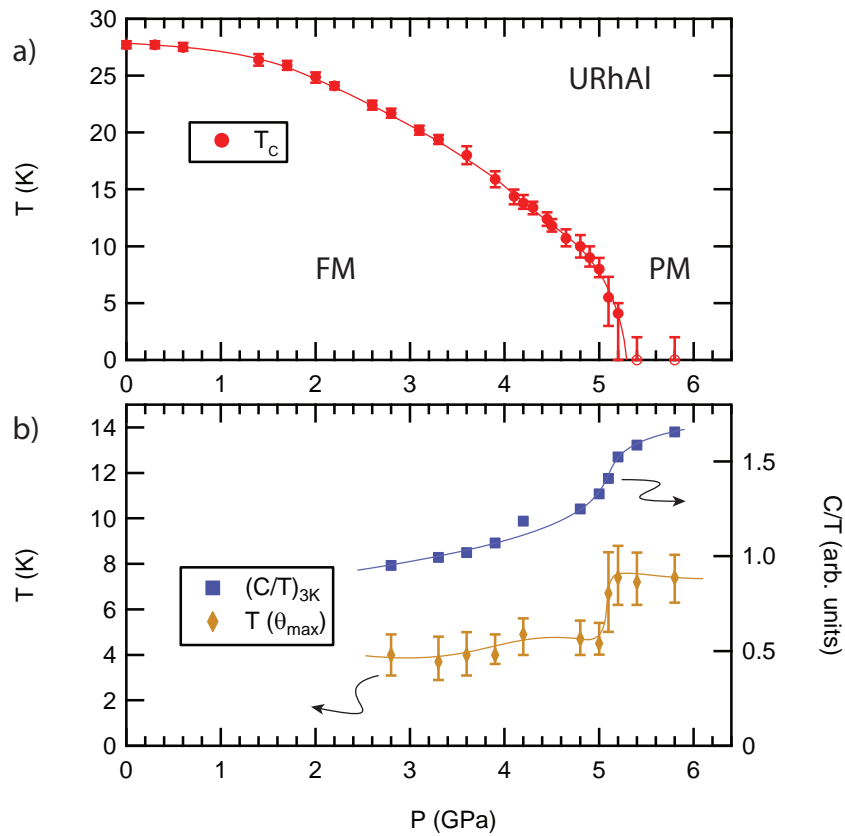 a)
30
25
20
15
10
5
0
T (K)
URhAl
T_C
FM
PM
0 1 2 3 4 5 6
b)
14
12
10
8
6
4
2
0
T (K)
1.5
1.0
0.5
0
C/T (arb. units)
(C/T)_3K
T (θ_max)
0 1 2 3 4 5 6
P (GPa)